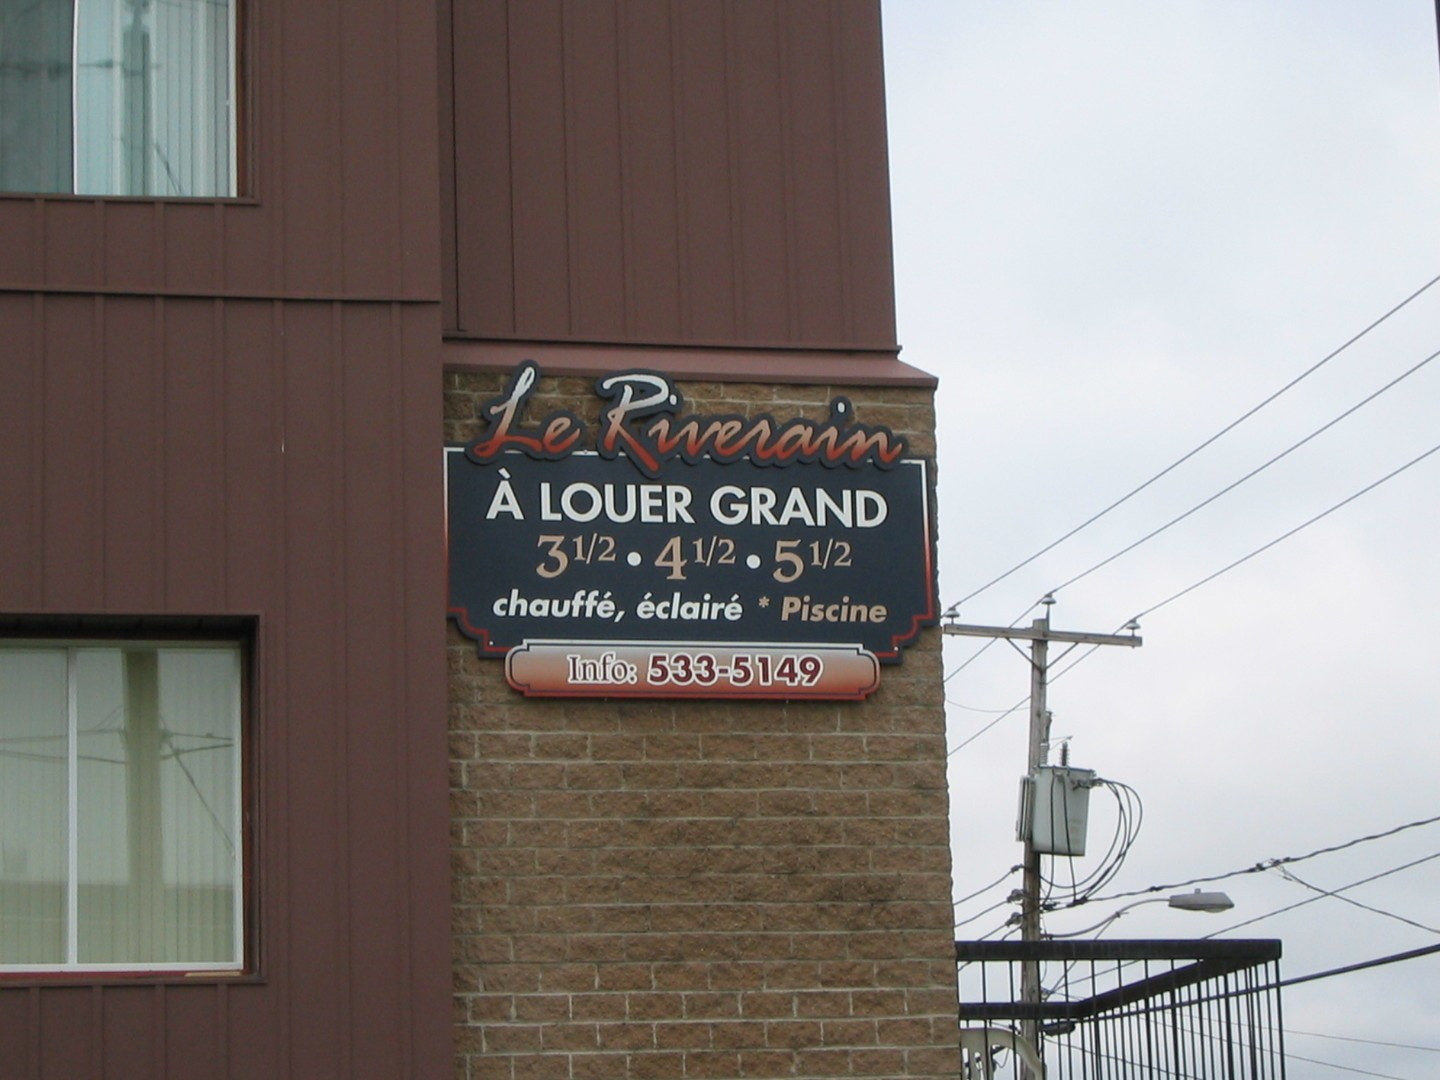 Le Riverain
À LOUER GRAND
3 1/2 • 4 1/2 • 5 1/2
chauffé, éclairé * Piscine
Info: 533-5149